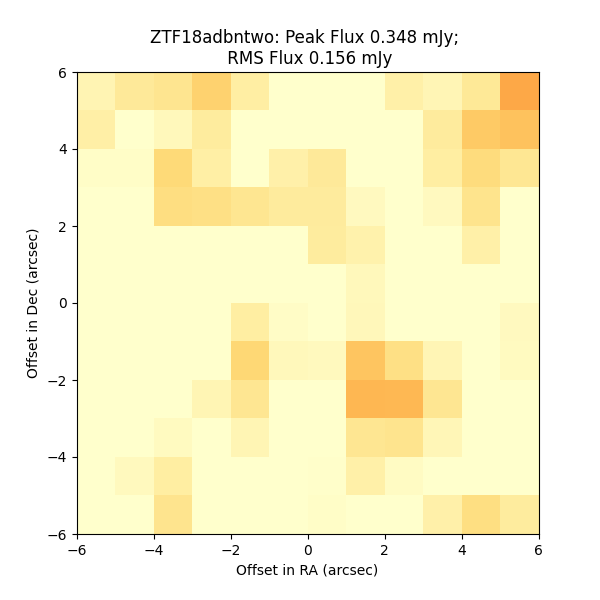 ZTF18adbntwo: Peak Flux 0.348 mJy;
RMS Flux 0.156 mJy
6
4
2
0
−2
−4
−6
Offset in Dec (arcsec)
−6 −4 −2 0 2 4 6
Offset in RA (arcsec)